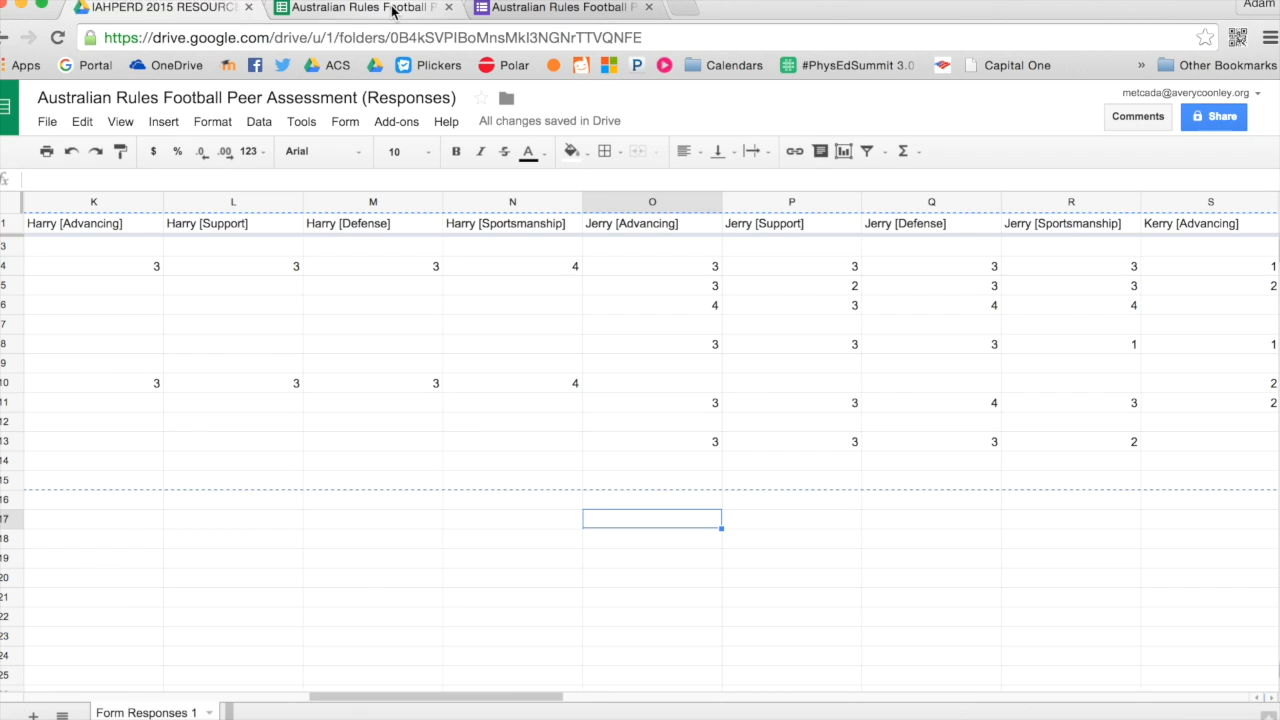 IAHPERD 2015 RESOURC Australian Rules Football P Australian Rules Football P Adam
https://drive.google.com/drive/u/1/folders/0B4kSVPIBoMnsMkI3NGNrTTVQNFE
Apps Portal OneDrive ACS Plickers Polar Calendars #PhysEdSummit 3.0 Capital One » Other Bookmarks
Australian Rules Football Peer Assessment (Responses) metcada@averycoonley.org
File Edit View Insert Format Data Tools Form Add-ons Help All changes saved in Drive Comments Share
$ % .0 .00 123 Arial 10 B I S A Σ
fx
K L M N O P Q R S
1 Harry [Advancing] Harry [Support] Harry [Defense] Harry [Sportsmanship] Jerry [Advancing] Jerry [Support] Jerry [Defense] Jerry [Sportsmanship] Kerry [Advancing]
3
4 3 3 3 4 3 3 3 3 1
5 3 2 3 3 2
6 4 3 4 4
7
8 3 3 3 1 1
9
10 3 3 3 4 2
11 3 3 4 3 2
12
13 3 3 3 2
14
15
16
17
18
19
20
21
22
23
24
25
Form Responses 1